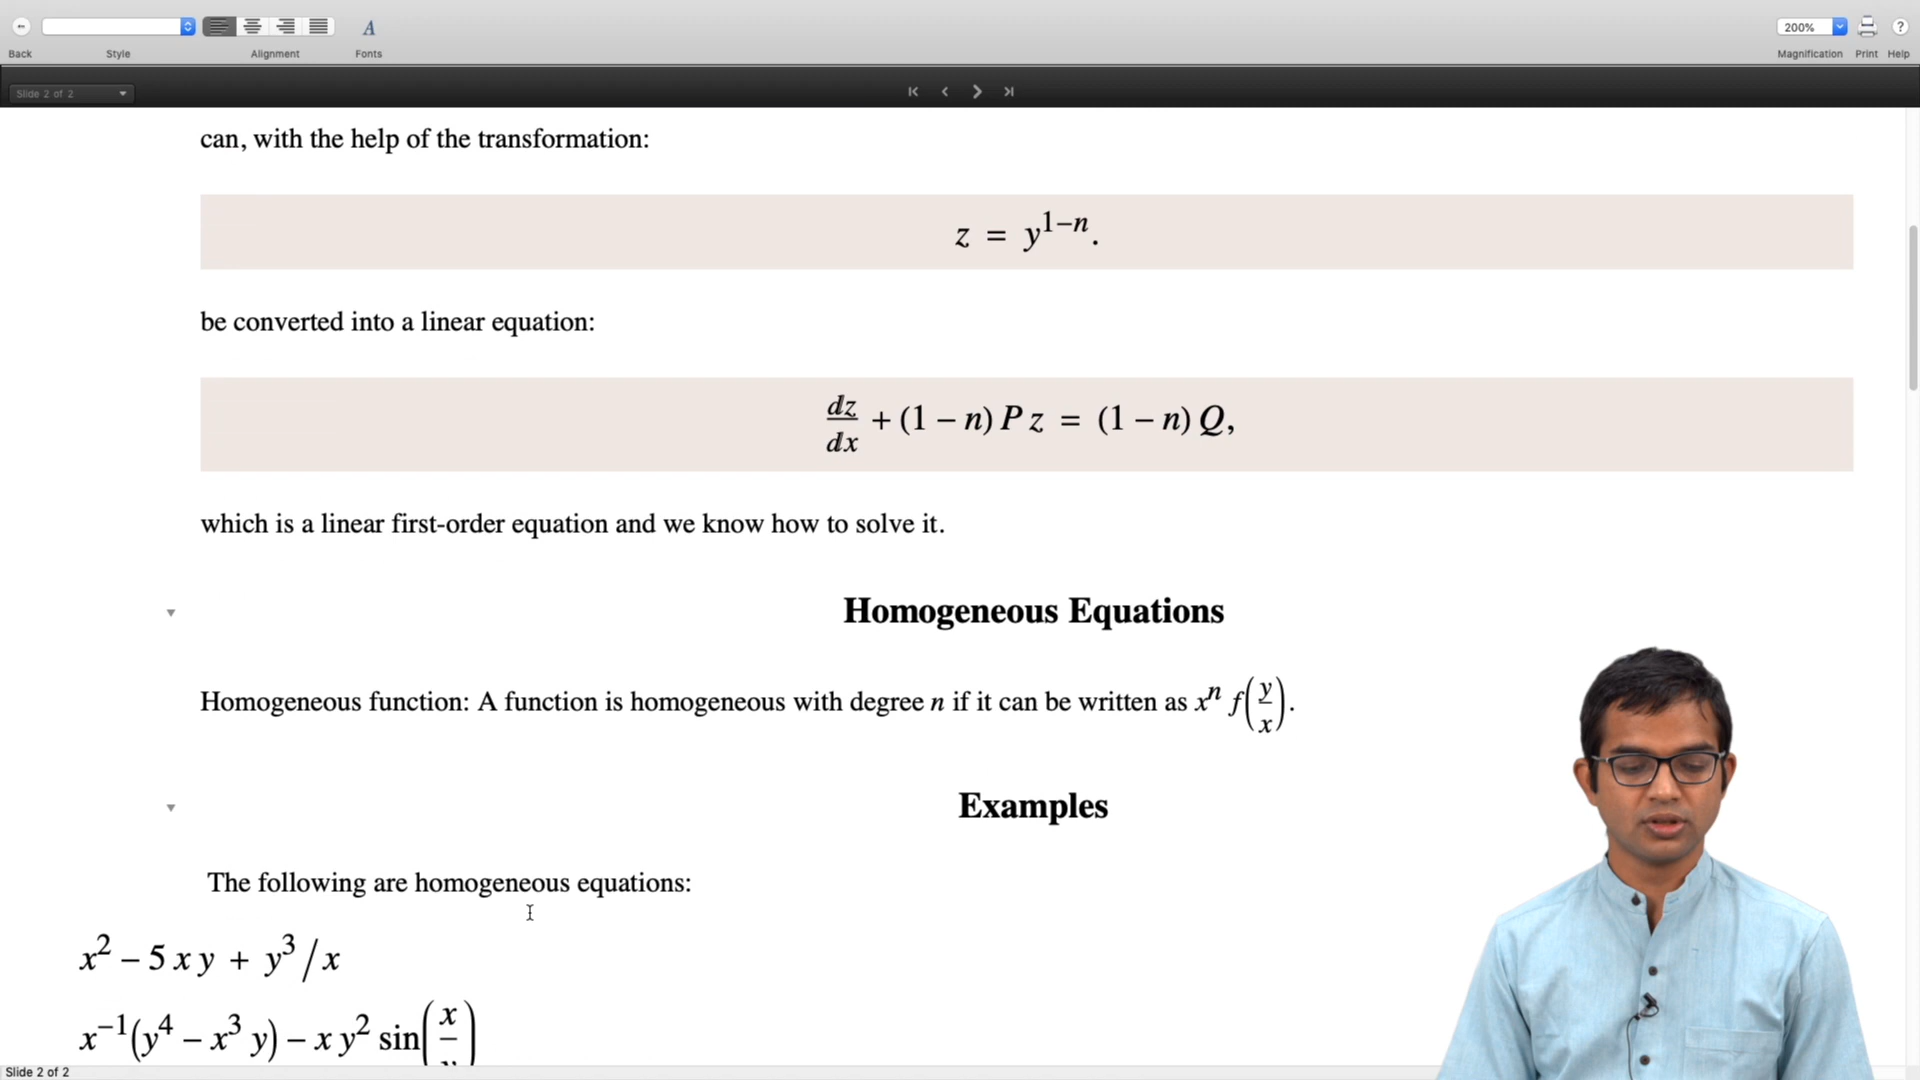 Back Style Alignment Fonts
200%
Magnification Print Help
Slide 2 of 2
can, with the help of the transformation:
z = y^{1−n}.
be converted into a linear equation:
dz/dx + (1 − n) P z = (1 − n) Q,
which is a linear first-order equation and we know how to solve it.
Homogeneous Equations
Homogeneous function: A function is homogeneous with degree n if it can be written as x^n f(y/x).
Examples
The following are homogeneous equations:
x^2 − 5 x y + y^3 / x
x^{−1}(y^4 − x^3 y) − x y^2 sin(x/
Slide 2 of 2